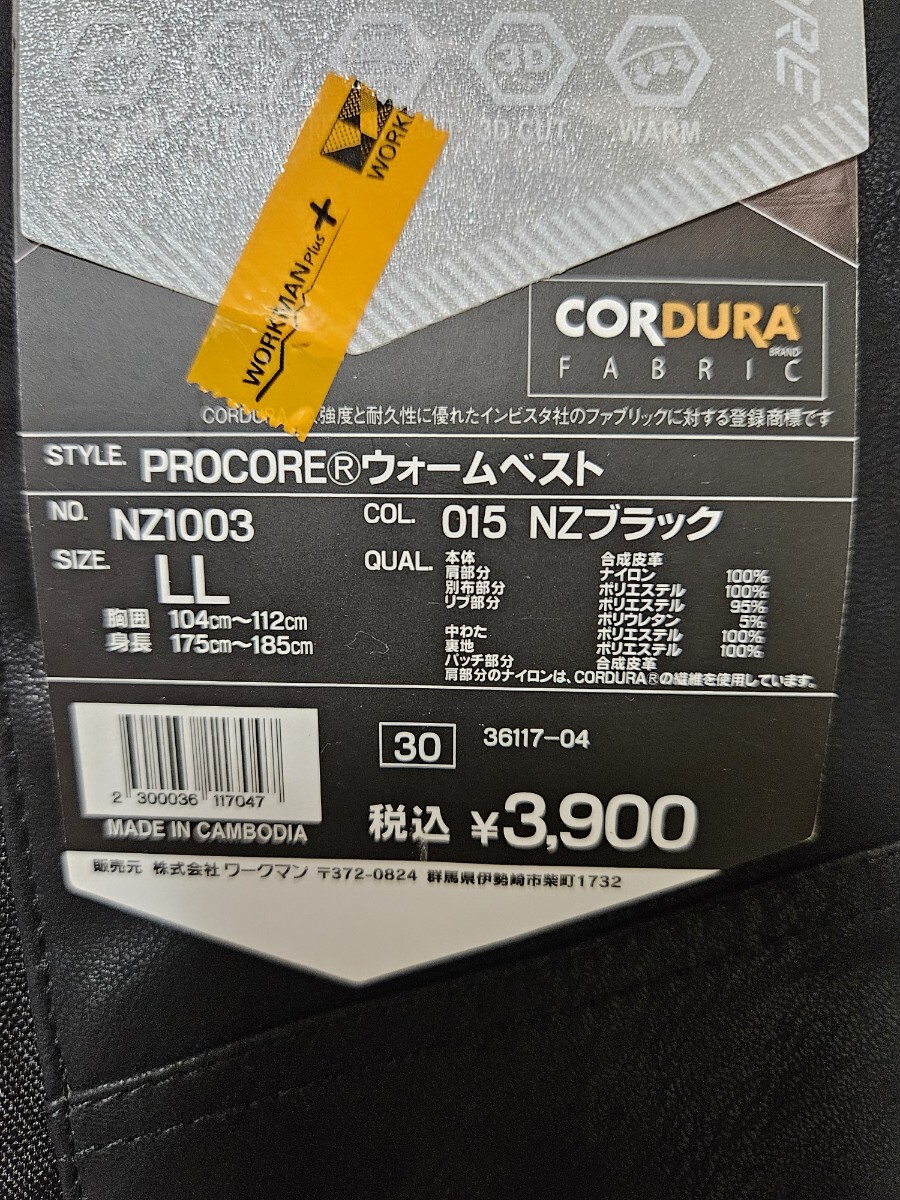 3D
3D CUT WARM
WORK
WORKMAN Plus+
CORDURA®
BRAND
FABRIC
強度と耐久性に優れたインビスタ社のファブリックに対する登録商標です
STYLE. PROCORE®ウォームベスト
NO. NZ1003 COL. 015 NZブラック
SIZE. LL
胸囲 104cm〜112cm
身長 175cm〜185cm
QUAL. 本体 合成皮革
肩部分 ナイロン 100%
別布部分 ポリエステル 100%
リブ部分 ポリエステル 95%
ポリウレタン 5%
中わた ポリエステル 100%
裏地 ポリエステル 100%
パッチ部分 合成皮革
肩部分のナイロンは、CORDURA®の繊維を使用しています。
30 36117-04
2 300036 117047
MADE IN CAMBODIA
税込 ¥3,900
販売元 株式会社ワークマン 〒372-0824 群馬県伊勢崎市柴町1732